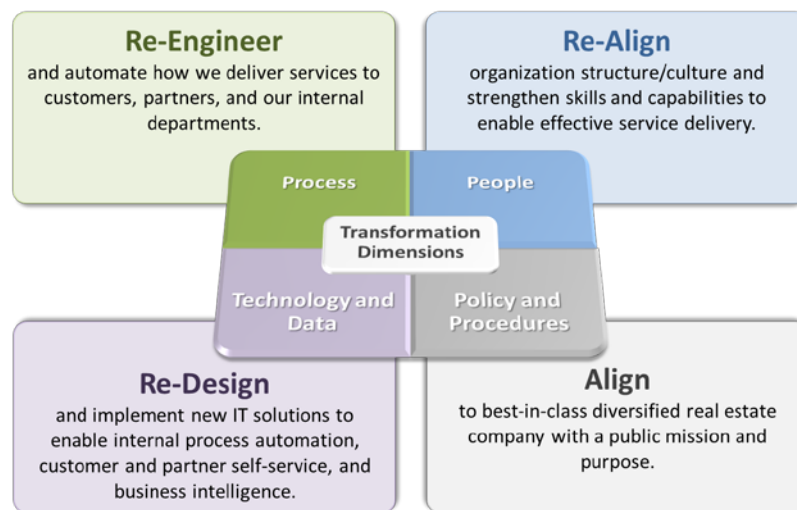 Re-Engineer
and automate how we deliver services to
customers, partners, and our internal
departments.
Re-Align
organization structure/culture and
strengthen skills and capabilities to
enable effective service delivery.
Process
People
Transformation
Dimensions
Technology and
Data
Policy and
Procedures
Re-Design
and implement new IT solutions to
enable internal process automation,
customer and partner self-service, and
business intelligence.
Align
to best-in-class diversified real estate
company with a public mission and
purpose.